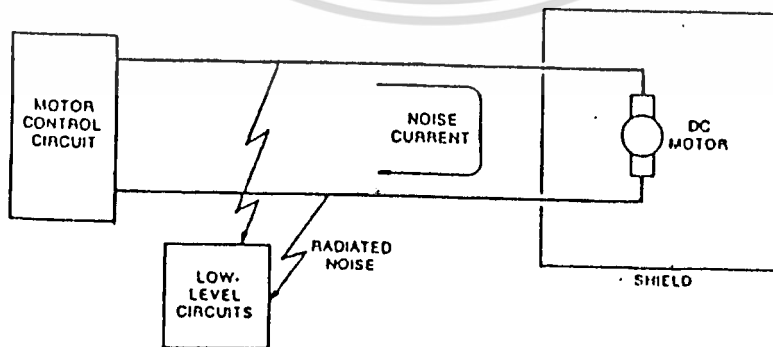 MOTOR
CONTROL
CIRCUIT
NOISE
CURRENT
DC
MOTOR
RADIATED
NOISE
LOW-
LEVEL
CIRCUITS
SHIELD